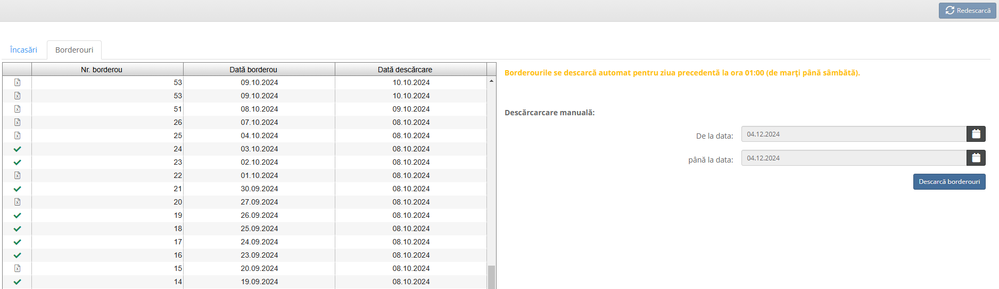 Redescarcă
Încasări Borderouri
Nr. borderou Dată borderou Dată descărcare
53 09.10.2024 10.10.2024
53 09.10.2024 10.10.2024
51 08.10.2024 09.10.2024
26 07.10.2024 08.10.2024
25 04.10.2024 08.10.2024
24 03.10.2024 08.10.2024
23 02.10.2024 08.10.2024
22 01.10.2024 08.10.2024
21 30.09.2024 08.10.2024
20 27.09.2024 08.10.2024
19 26.09.2024 08.10.2024
18 25.09.2024 08.10.2024
17 24.09.2024 08.10.2024
16 23.09.2024 08.10.2024
15 20.09.2024 08.10.2024
14 19.09.2024 08.10.2024
Borderourile se descarcă automat pentru ziua precedentă la ora 01:00 (de marți până sâmbătă).
Descărcarcare manuală:
De la data: 04.12.2024
până la data: 04.12.2024
Descarcă borderouri